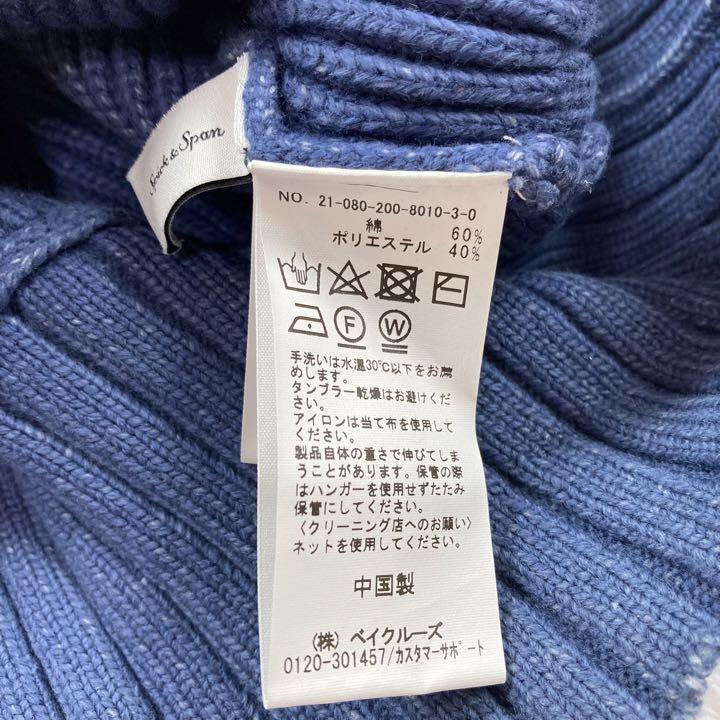 Spick & Span
NO. 21-080-200-8010-3-0
綿 60%
ポリエステル 40%
F W
手洗いは水温30℃以下をお薦
めします。
タンブラー乾燥はお避けくだ
さい。
アイロンは当て布を使用して
ください。
製品自体の重さで伸びてしま
うことがあります。保管の際
はハンガーを使用せずたたみ
保管にしてください。
〈クリーニング店へのお願い〉
ネットを使用してください。
中国製
(株) ベイクルーズ
0120-301457/カスタマーサポート